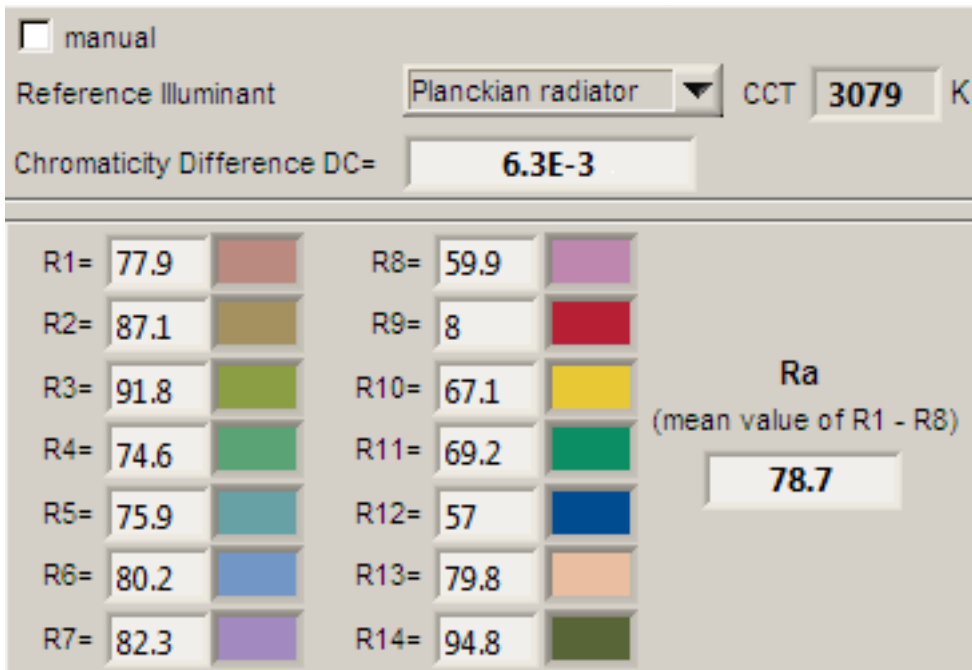 manual
Reference Illuminant Planckian radiator CCT 3079 K
Chromaticity Difference DC= 6.3E-3
R1= 77.9 R8= 59.9
R2= 87.1 R9= 8
R3= 91.8 R10= 67.1
R4= 74.6 R11= 69.2
R5= 75.9 R12= 57
R6= 80.2 R13= 79.8
R7= 82.3 R14= 94.8
Ra
(mean value of R1 - R8)
78.7